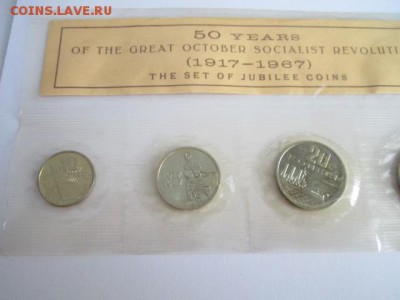 COINS.LAVE.RU
50 YEARS
OF THE GREAT OCTOBER SOCIALIST REVOLUTI
(1917—1967)
THE SET OF JUBILEE COINS
20